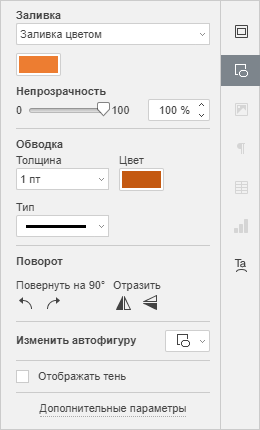 Заливка
Заливка цветом
Непрозрачность
0 100 100 %
Обводка
Толщина Цвет
1 пт
Тип
Поворот
Повернуть на 90° Отразить
Изменить автофигуру
Отображать тень
Дополнительные параметры
Ta